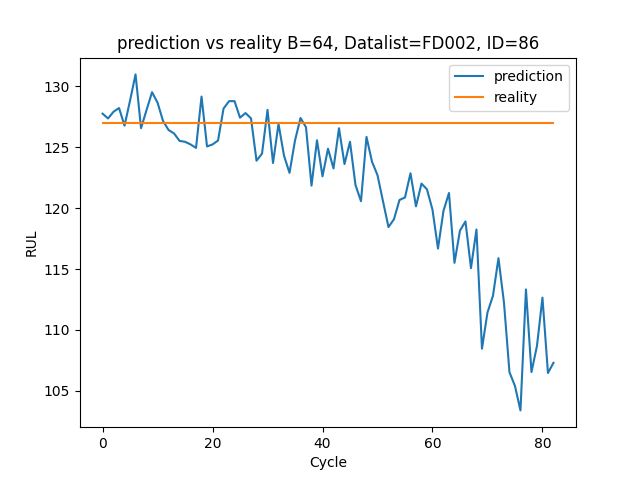 prediction vs reality B=64, Datalist=FD002, ID=86
prediction
reality
130
125
120
115
110
105
RUL
0 20 40 60 80
Cycle